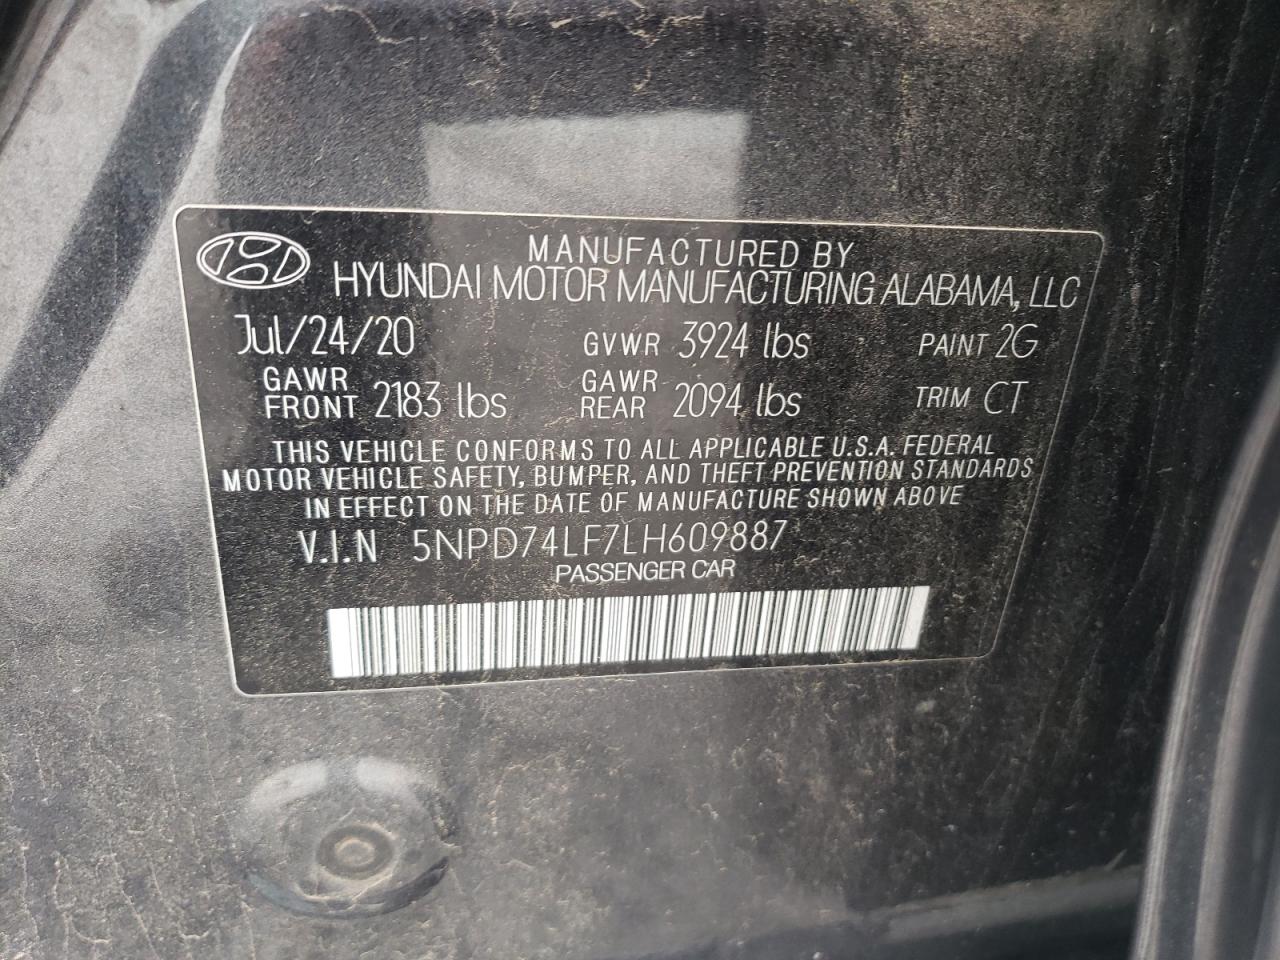 MANUFACTURED BY
HYUNDAI MOTOR MANUFACTURING ALABAMA, LLC
Jul/24/20 GVWR 3924 lbs PAINT 2G
GAWR FRONT 2183 lbs GAWR REAR 2094 lbs TRIM CT
THIS VEHICLE CONFORMS TO ALL APPLICABLE U.S.A. FEDERAL
MOTOR VEHICLE SAFETY, BUMPER, AND THEFT PREVENTION STANDARDS
IN EFFECT ON THE DATE OF MANUFACTURE SHOWN ABOVE
V.I.N 5NPD74LF7LH609887
PASSENGER CAR